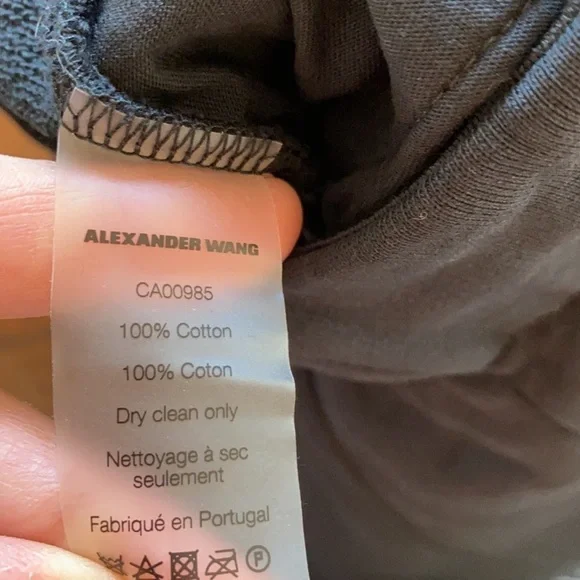 ALEXANDER WANG
CA00985
100% Cotton
100% Coton
Dry clean only
Nettoyage à sec
seulement
Fabriqué en Portugal
P